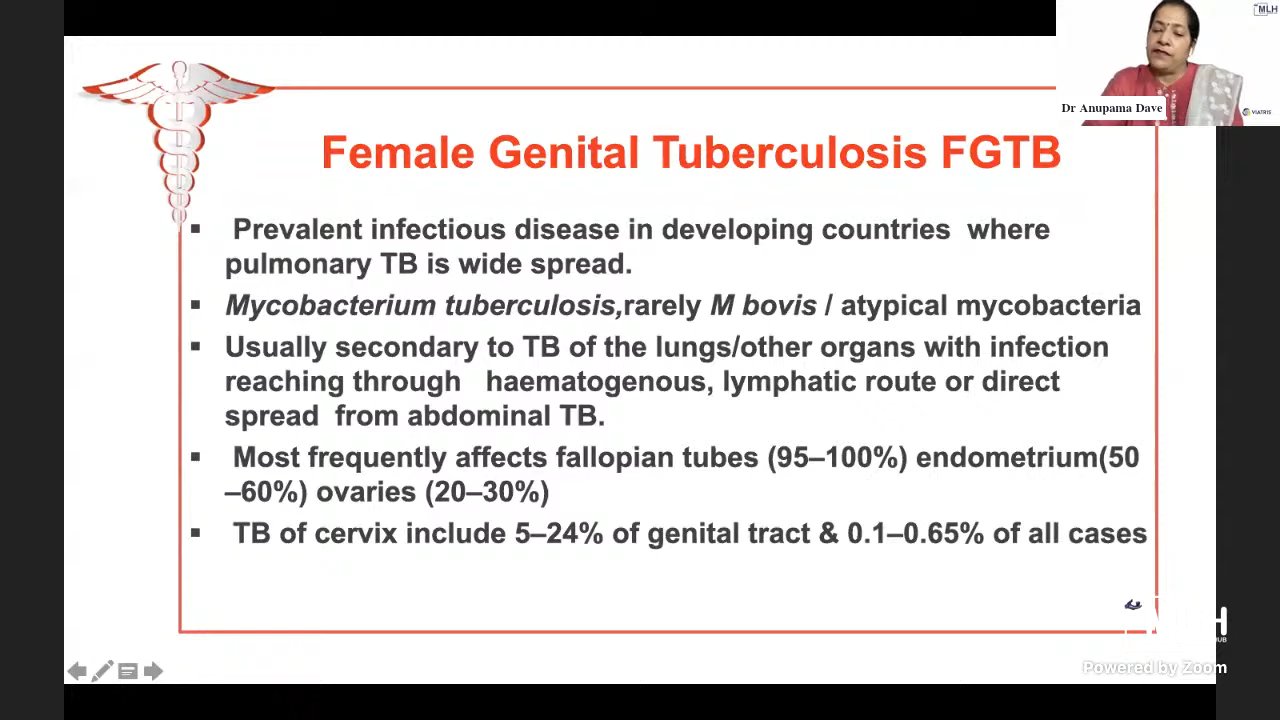 MLH
Dr Anupama Dave
VIATRIS
Female Genital Tuberculosis FGTB
▪ Prevalent infectious disease in developing countries where
pulmonary TB is wide spread.
▪ Mycobacterium tuberculosis,rarely M bovis / atypical mycobacteria
▪ Usually secondary to TB of the lungs/other organs with infection
reaching through haematogenous, lymphatic route or direct
spread from abdominal TB.
▪ Most frequently affects fallopian tubes (95–100%) endometrium(50
–60%) ovaries (20–30%)
▪ TB of cervix include 5–24% of genital tract & 0.1–0.65% of all cases
Powered by Zoom